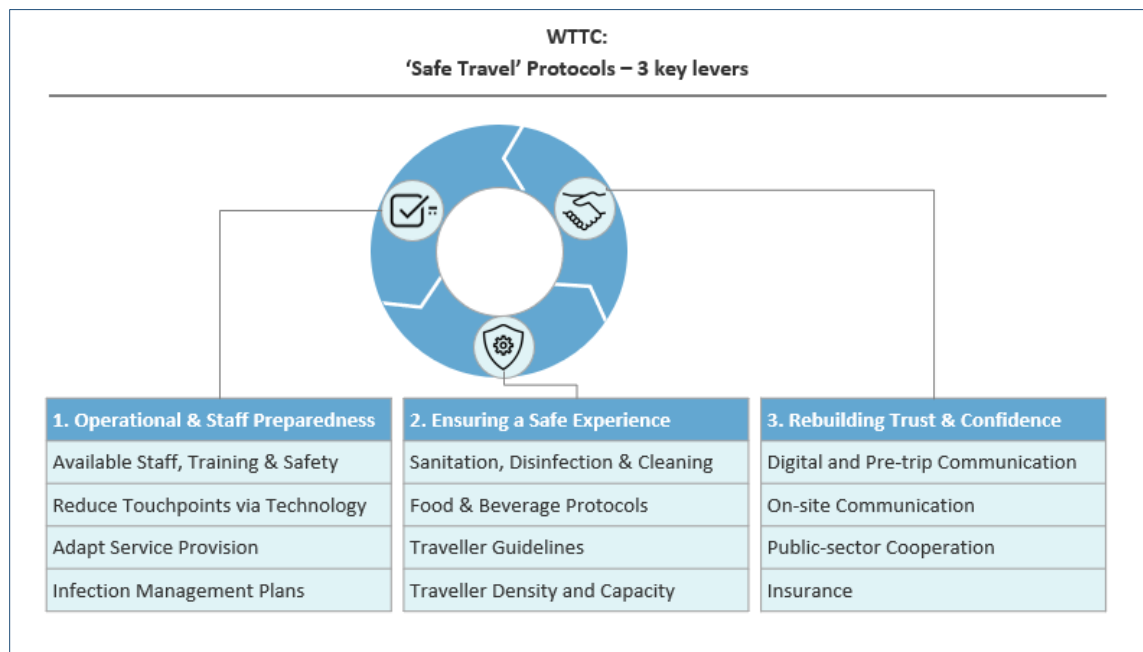 WTTC:
‘Safe Travel’ Protocols – 3 key levers
1. Operational & Staff Preparedness
Available Staff, Training & Safety
Reduce Touchpoints via Technology
Adapt Service Provision
Infection Management Plans
2. Ensuring a Safe Experience
Sanitation, Disinfection & Cleaning
Food & Beverage Protocols
Traveller Guidelines
Traveller Density and Capacity
3. Rebuilding Trust & Confidence
Digital and Pre-trip Communication
On-site Communication
Public-sector Cooperation
Insurance